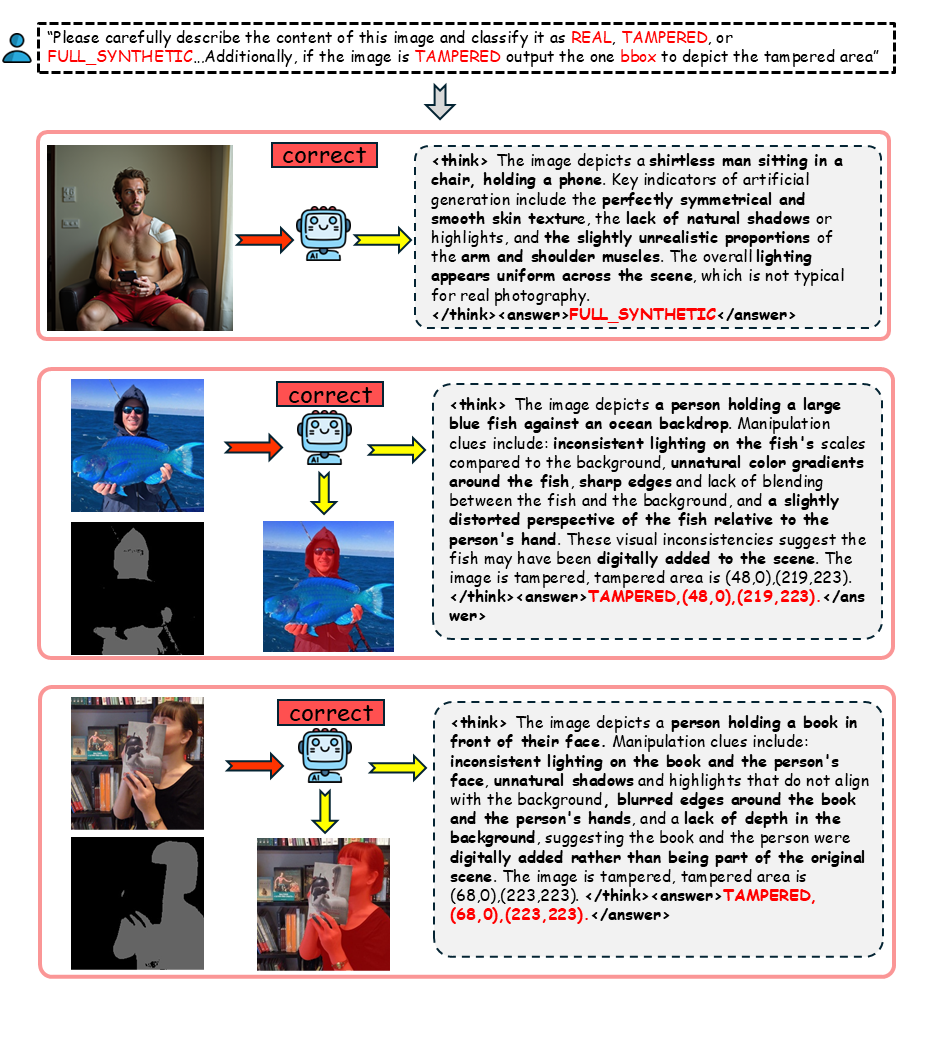 “Please carefully describe the content of this image and classify it as REAL, TAMPERED, or
FULL_SYNTHETIC...Additionally, if the image is TAMPERED output the one bbox to depict the tampered area”
correct
<think> The image depicts a shirtless man sitting in a
chair, holding a phone. Key indicators of artificial
generation include the perfectly symmetrical and
smooth skin texture, the lack of natural shadows or
highlights, and the slightly unrealistic proportions of
the arm and shoulder muscles. The overall lighting
appears uniform across the scene, which is not typical
for real photography.
</think><answer>FULL_SYNTHETIC</answer>
AI
correct
<think> The image depicts a person holding a large
blue fish against an ocean backdrop. Manipulation
clues include: inconsistent lighting on the fish's scales
compared to the background, unnatural color gradients
around the fish, sharp edges and lack of blending
between the fish and the background, and a slightly
distorted perspective of the fish relative to the
person's hand. These visual inconsistencies suggest the
fish may have been digitally added to the scene. The
image is tampered, tampered area is (48,0),(219,223).
</think><answer>TAMPERED,(48,0),(219,223).</ans
wer>
AI
correct
<think> The image depicts a person holding a book in
front of their face. Manipulation clues include:
inconsistent lighting on the book and the person's
face, unnatural shadows and highlights that do not align
with the background, blurred edges around the book
and the person's hands, and a lack of depth in the
background, suggesting the book and the person were
digitally added rather than being part of the original
scene. The image is tampered, tampered area is
(68,0),(223,223). </think><answer>TAMPERED,
(68,0),(223,223).</answer>
AI